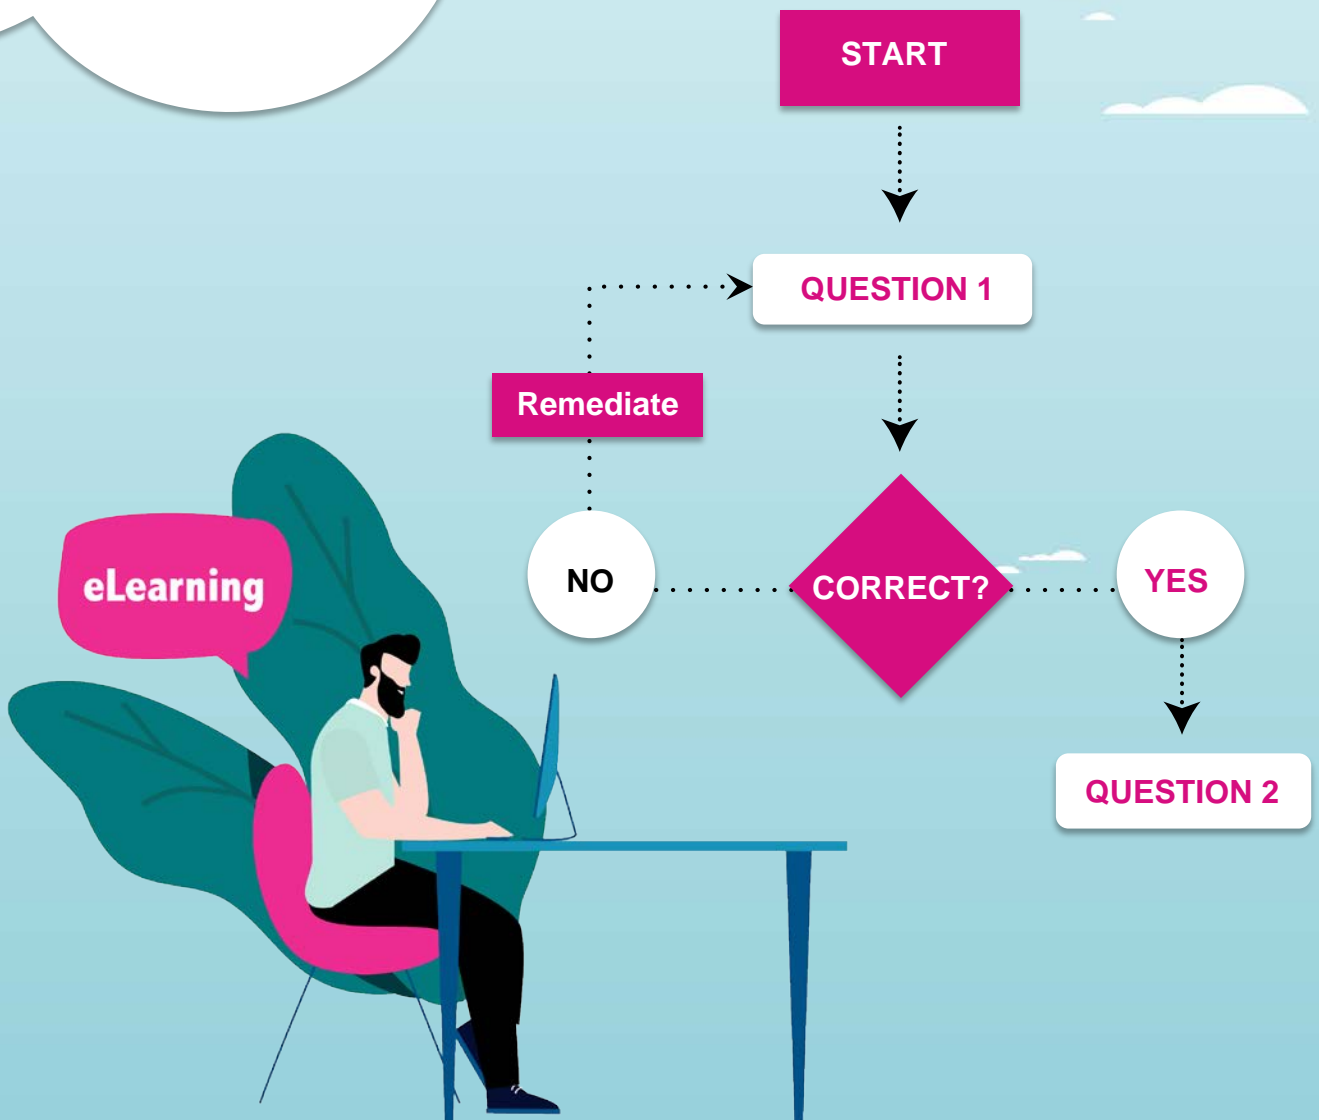 START
QUESTION 1
Remediate
eLearning
NO
CORRECT?
YES
QUESTION 2